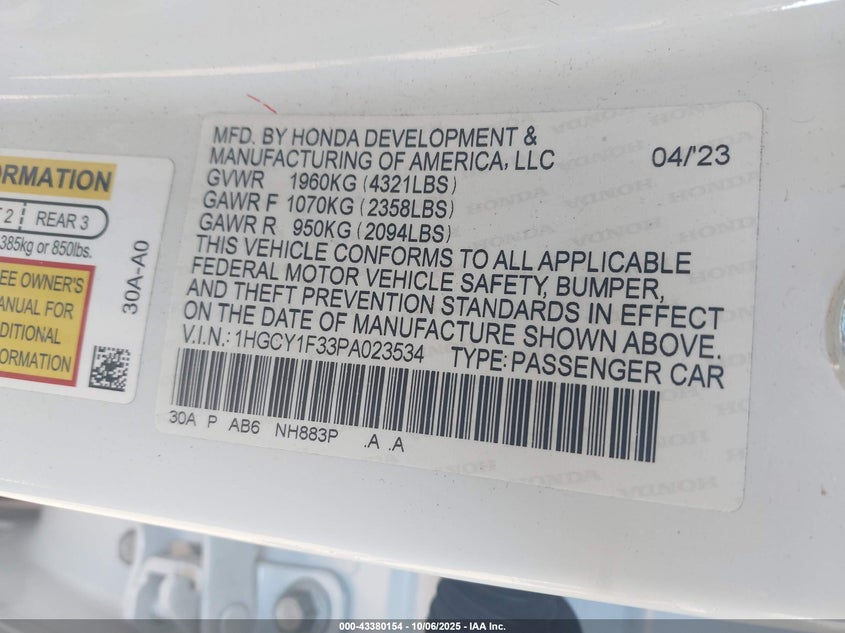 ORMATION
2 | REAR 3
385kg or 850lbs.
EE OWNER'S
ANUAL FOR
DITIONAL
ORMATION
30A-A0
MFD. BY HONDA DEVELOPMENT &
MANUFACTURING OF AMERICA, LLC 04/'23
GVWR 1960KG (4321LBS)
GAWR F 1070KG (2358LBS)
GAWR R 950KG (2094LBS)
THIS VEHICLE CONFORMS TO ALL APPLICABLE
FEDERAL MOTOR VEHICLE SAFETY, BUMPER,
AND THEFT PREVENTION STANDARDS IN EFFECT
ON THE DATE OF MANUFACTURE SHOWN ABOVE.
V.I.N.: 1HGCY1F33PA023534 TYPE: PASSENGER CAR
30A P AB6 NH883P .A .A
000-43380154 - 10/06/2025 - IAA Inc.